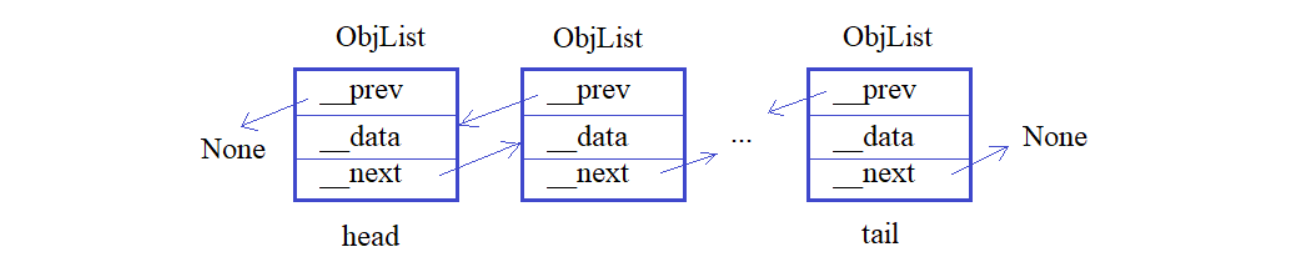 ObjList
ObjList
ObjList
__prev
__prev
__prev
None
__data
__data
...
__data
None
__next
__next
__next
head
tail